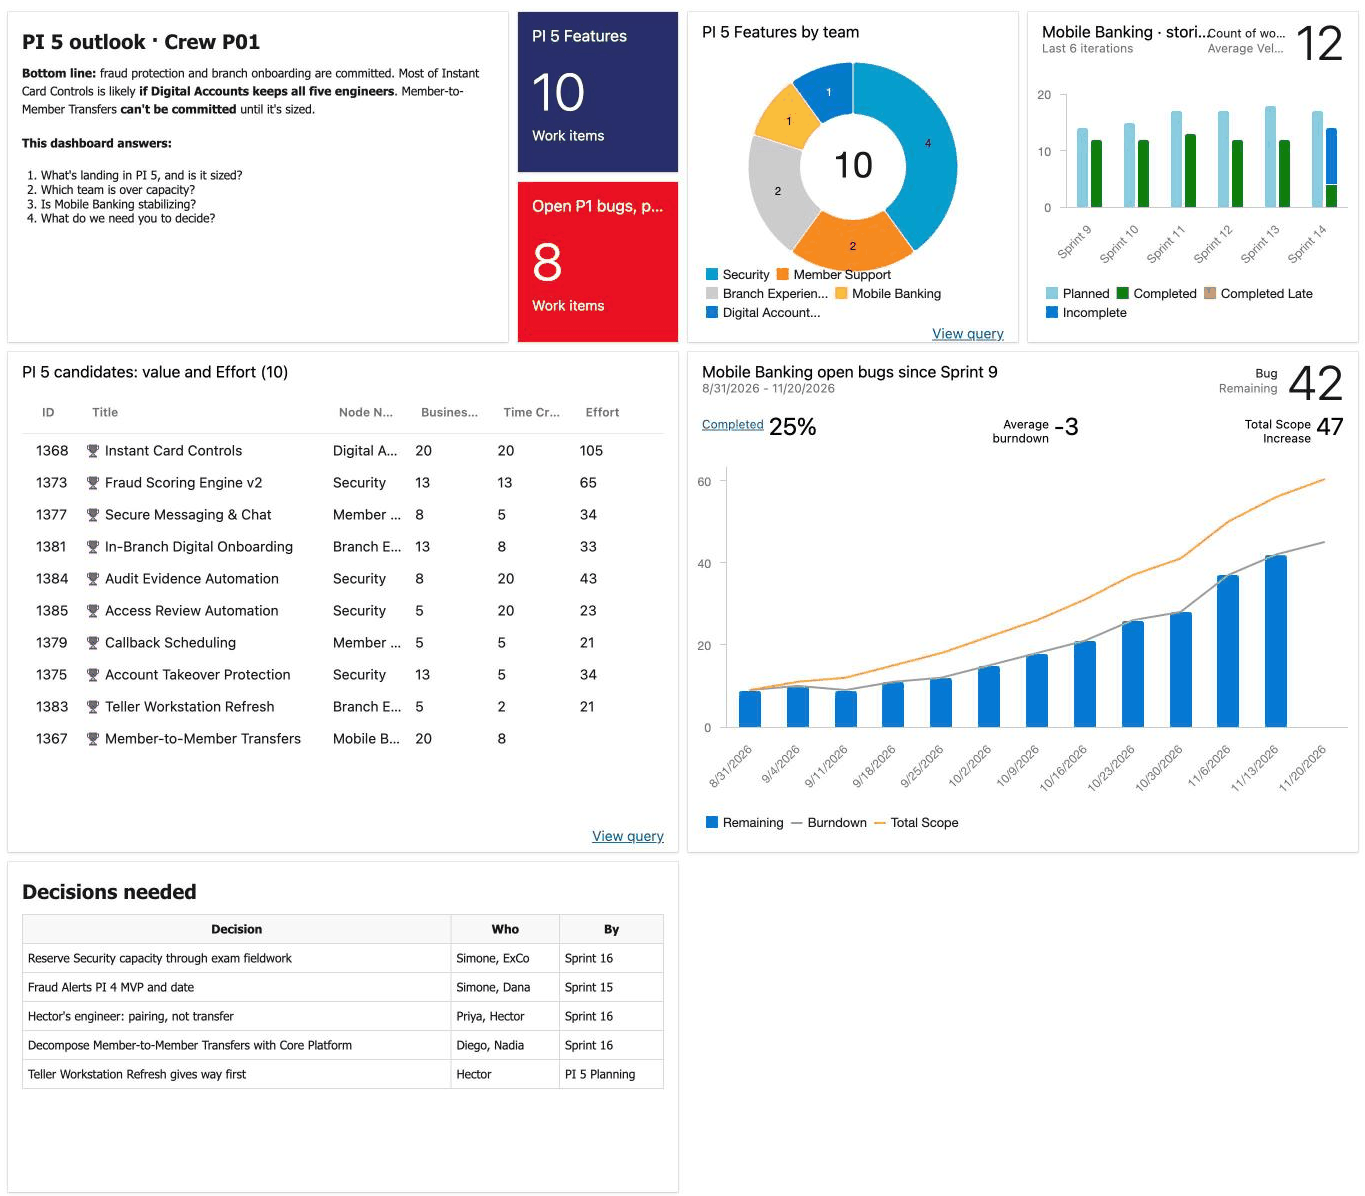 PI 5 outlook · Crew P01
Bottom line: fraud protection and branch onboarding are committed. Most of Instant
Card Controls is likely if Digital Accounts keeps all five engineers. Member-to-
Member Transfers can't be committed until it's sized.
This dashboard answers:
1. What's landing in PI 5, and is it sized?
2. Which team is over capacity?
3. Is Mobile Banking stabilizing?
4. What do we need you to decide?
PI 5 Features
10
Work items
Open P1 bugs, p...
8
Work items
PI 5 Features by team
1
4
1
10
2
2
Security
Member Support
Branch Experien...
Mobile Banking
Digital Account...
View query
Mobile Banking · stori...
Last 6 iterations
Count of wo...
Average Vel...
12
20
10
0
Sprint 9
Sprint 10
Sprint 11
Sprint 12
Sprint 13
Sprint 14
Planned
Completed
Completed Late
Incomplete
PI 5 candidates: value and Effort (10)
ID Title Node N... Busines... Time Cr... Effort
1368 Instant Card Controls Digital A... 20 20 105
1373 Fraud Scoring Engine v2 Security 13 13 65
1377 Secure Messaging & Chat Member ... 8 5 34
1381 In-Branch Digital Onboarding Branch E... 13 8 33
1384 Audit Evidence Automation Security 8 20 43
1385 Access Review Automation Security 5 20 23
1379 Callback Scheduling Member ... 5 5 21
1375 Account Takeover Protection Security 13 5 34
1383 Teller Workstation Refresh Branch E... 5 2 21
1367 Member-to-Member Transfers Mobile B... 20 8
View query
Mobile Banking open bugs since Sprint 9
8/31/2026 - 11/20/2026
Bug
Remaining
42
Completed 25%
Average
burndown
-3
Total Scope
Increase
47
60
40
20
0
8/31/2026
9/4/2026
9/11/2026
9/18/2026
9/25/2026
10/2/2026
10/9/2026
10/16/2026
10/23/2026
10/30/2026
11/6/2026
11/13/2026
11/20/2026
Remaining
Burndown
Total Scope
Decisions needed
Decision Who By
Reserve Security capacity through exam fieldwork Simone, ExCo Sprint 16
Fraud Alerts PI 4 MVP and date Simone, Dana Sprint 15
Hector's engineer: pairing, not transfer Priya, Hector Sprint 16
Decompose Member-to-Member Transfers with Core Platform Diego, Nadia Sprint 16
Teller Workstation Refresh gives way first Hector PI 5 Planning